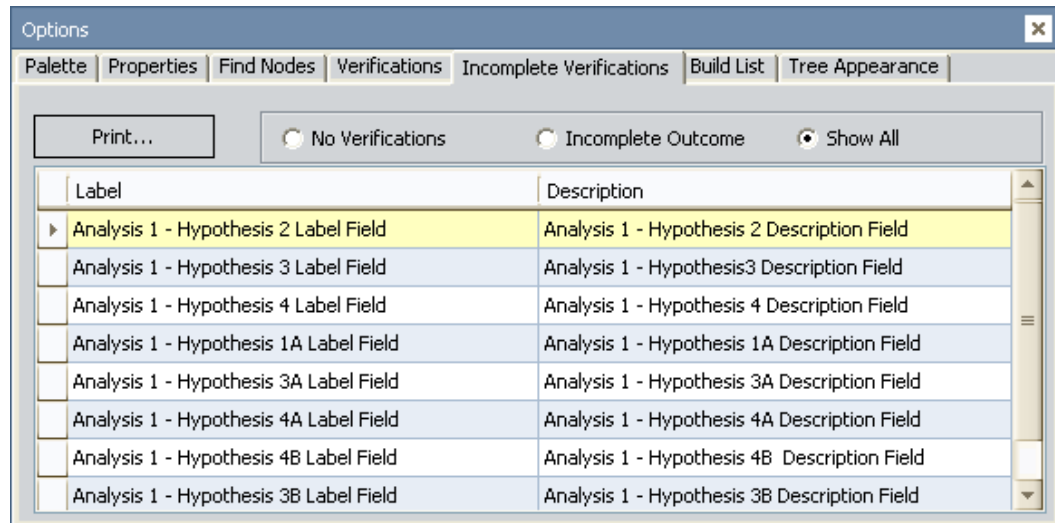 Options
Palette Properties Find Nodes Verifications Incomplete Verifications Build List Tree Appearance
Print... No Verifications Incomplete Outcome Show All
Label Description
Analysis 1 - Hypothesis 2 Label Field Analysis 1 - Hypothesis 2 Description Field
Analysis 1 - Hypothesis 3 Label Field Analysis 1 - Hypothesis3 Description Field
Analysis 1 - Hypothesis 4 Label Field Analysis 1 - Hypothesis 4 Description Field
Analysis 1 - Hypothesis 1A Label Field Analysis 1 - Hypothesis 1A Description Field
Analysis 1 - Hypothesis 3A Label Field Analysis 1 - Hypothesis 3A Description Field
Analysis 1 - Hypothesis 4A Label Field Analysis 1 - Hypothesis 4A Description Field
Analysis 1 - Hypothesis 4B Label Field Analysis 1 - Hypothesis 4B  Description Field
Analysis 1 - Hypothesis 3B Label Field Analysis 1 - Hypothesis 3B Description Field